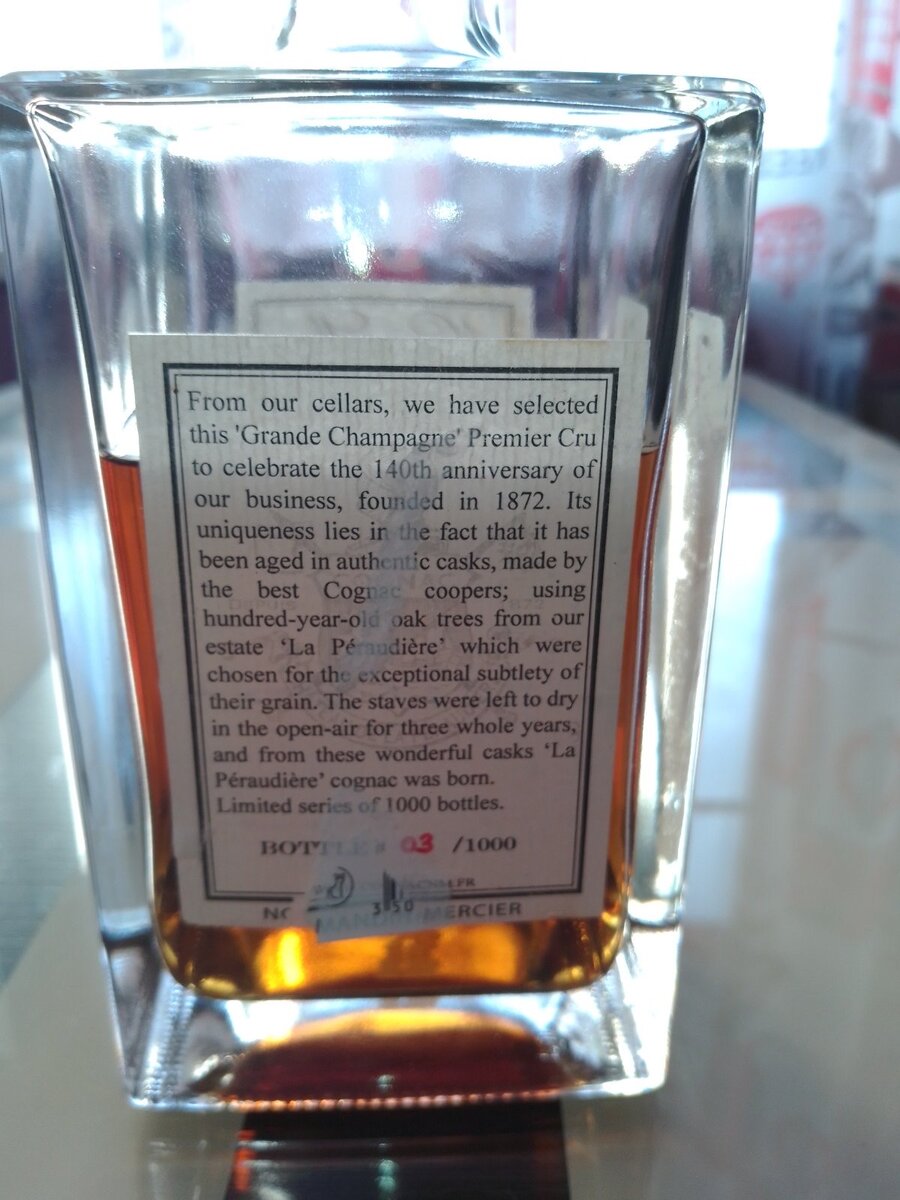 From our cellars, we have selected
this 'Grande Champagne' Premier Cru
to celebrate the 140th anniversary of
our business, founded in 1872. Its
uniqueness lies in the fact that it has
been aged in authentic casks, made by
the best Cognac coopers; using
hundred-year-old oak trees from our
estate ‘La Péraudière’ which were
chosen for the exceptional subtlety of
their grain. The staves were left to dry
in the open-air for three whole years,
and from these wonderful casks ‘La
Péraudière’ cognac was born.
Limited series of 1000 bottles.
BOTTLE # 03 /1000
3 50
MERCIER